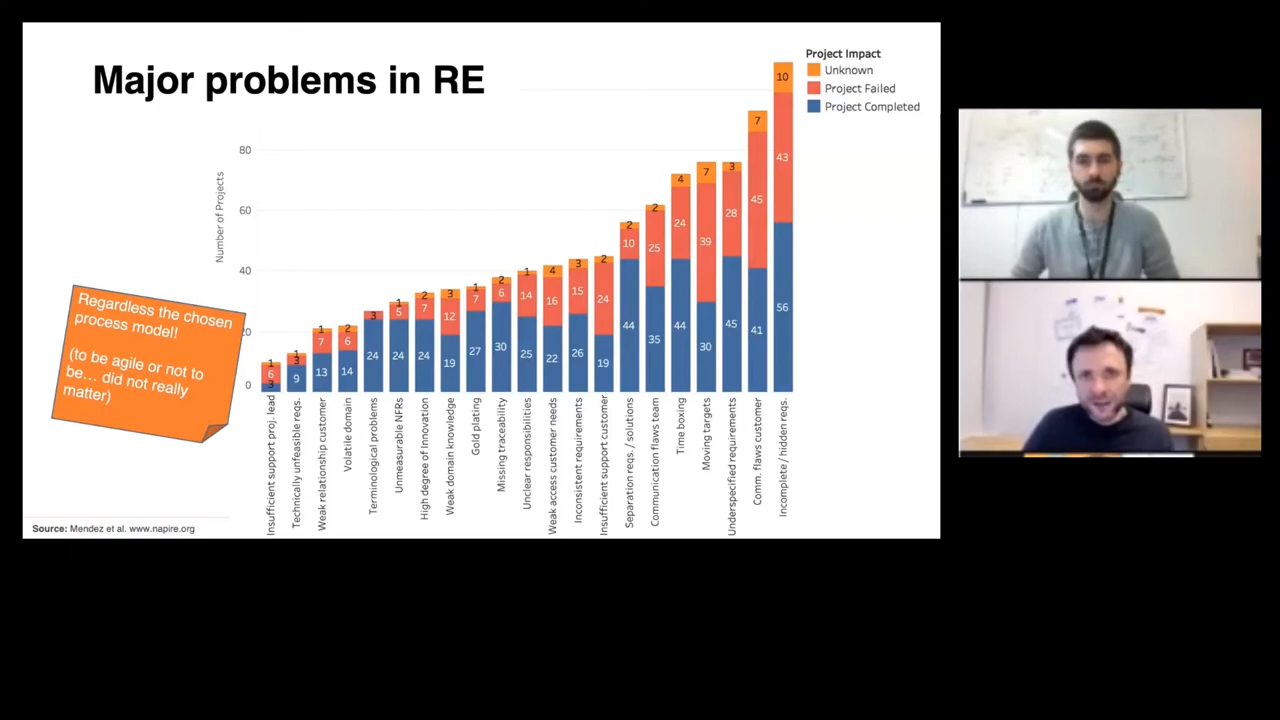 Major problems in RE
Project Impact
Unknown
Project Failed
Project Completed
Number of Projects
80
60
40
20
0
Regardless the chosen
process model!
(to be agile or not to
be... did not really
matter)
1
6
3
1
3
9
1
7
13
2
6
14
3
24
1
5
24
2
7
24
3
12
19
1
7
27
2
6
30
1
14
25
4
16
22
3
15
26
2
24
19
2
10
44
2
25
35
4
24
44
7
39
30
3
28
45
7
45
41
10
43
56
Insufficient support proj. lead
Technically unfeasible reqs.
Weak relationship customer
Volatile domain
Terminological problems
Unmeasurable NFRs
High degree of Innovation
Weak domain knowledge
Gold plating
Missing traceability
Unclear responsibilities
Weak access customer needs
Inconsistent requirements
Insufficient support customer
Separation reqs. / solutions
Communication flaws team
Time boxing
Moving targets
Underspecified requirements
Comm. flaws customer
Incomplete / hidden reqs.
Source: Mendez et al. www.napire.org